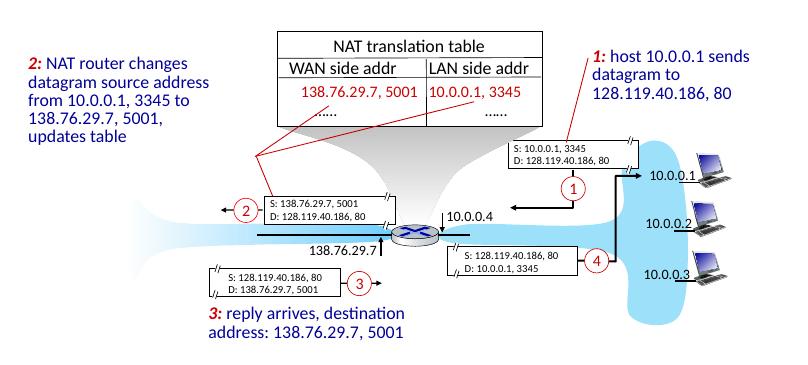 NAT translation table
WAN side addr LAN side addr
138.76.29.7, 5001 10.0.0.1, 3345
…… ……
2: NAT router changes
datagram source address
from 10.0.0.1, 3345 to
138.76.29.7, 5001,
updates table
1: host 10.0.0.1 sends
datagram to
128.119.40.186, 80
S: 10.0.0.1, 3345
D: 128.119.40.186, 80
1
10.0.0.1
S: 138.76.29.7, 5001
D: 128.119.40.186, 80
2
10.0.0.4
10.0.0.2
138.76.29.7
S: 128.119.40.186, 80
D: 10.0.0.1, 3345
4
10.0.0.3
S: 128.119.40.186, 80
D: 138.76.29.7, 5001
3
3: reply arrives, destination
address: 138.76.29.7, 5001